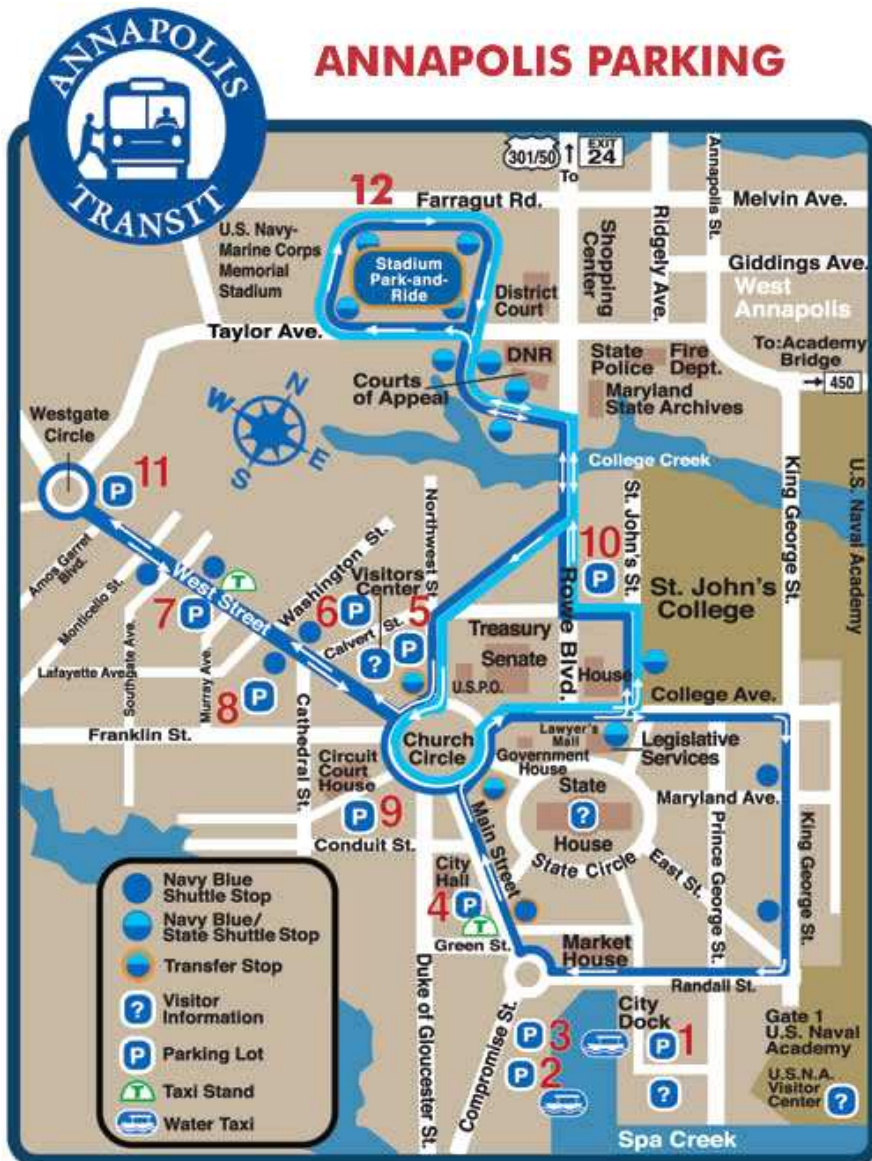 ANNAPOLIS
TRANSIT
ANNAPOLIS PARKING
301/50
EXIT
24
To
Annapolis St.
12
Farragut Rd.
Melvin Ave.
U.S. Navy-
Marine Corps
Memorial
Stadium
Stadium
Park-and-
Ride
Shopping
Center
Ridgely Ave.
Giddings Ave.
West
Annapolis
District
Court
Taylor Ave.
To:Academy
Bridge
450
DNR
State
Police
Fire
Dept.
Courts
of Appeal
Maryland
State Archives
N
W
E
S
Westgate
Circle
College Creek
P
11
Northwest St.
St. John's St.
King George St.
U.S. Naval Academy
Amos Garret
Blvd.
Monticello St.
West Street
T
Washington St.
10
P
Rowe Blvd.
St. John's
College
7
P
6
P
Visitors
Center
5
Calvert St.
?
P
Treasury
Senate
U.S.P.O.
House
Lafayette Ave.
Southgate Ave.
Murray Ave.
8
P
College Ave.
Franklin St.
Cathedral St.
Church
Circle
Lawyer's
Mall
Government
House
Legislative
Services
Circuit
Court
House
State
?
House
State Circle
Maryland Ave.
P
9
Conduit St.
Main Street
East St.
Prince George St.
King George St.
City
Hall
4
P
T
Green St.
Market
House
Randall St.
Duke of Gloucester St.
Compromise St.
P
3
P
2
City
Dock
P
1
?
Gate 1
U.S. Naval
Academy
U.S.N.A.
Visitor
Center
?
Spa Creek
Navy Blue
Shuttle Stop
Navy Blue/
State Shuttle Stop
Transfer Stop
?
Visitor
Information
P
Parking Lot
T
Taxi Stand
Water Taxi